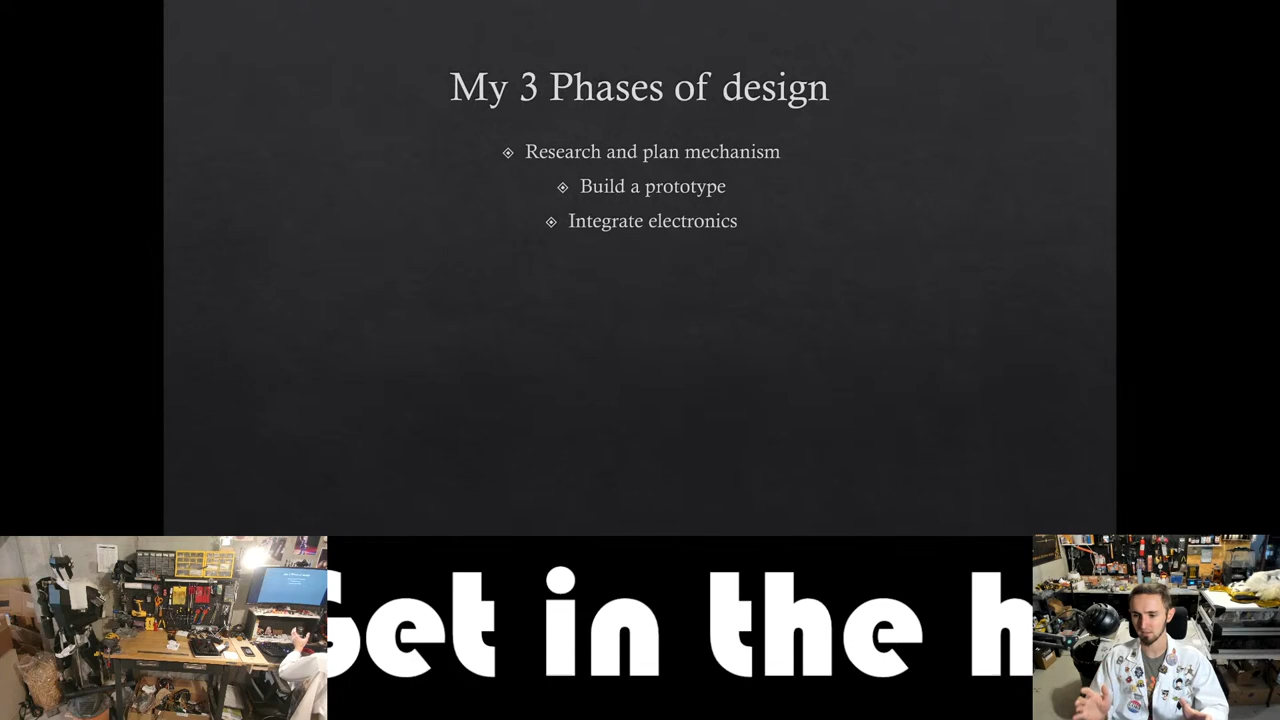 My 3 Phases of design
Research and plan mechanism
Build a prototype
Integrate electronics
Get in the h